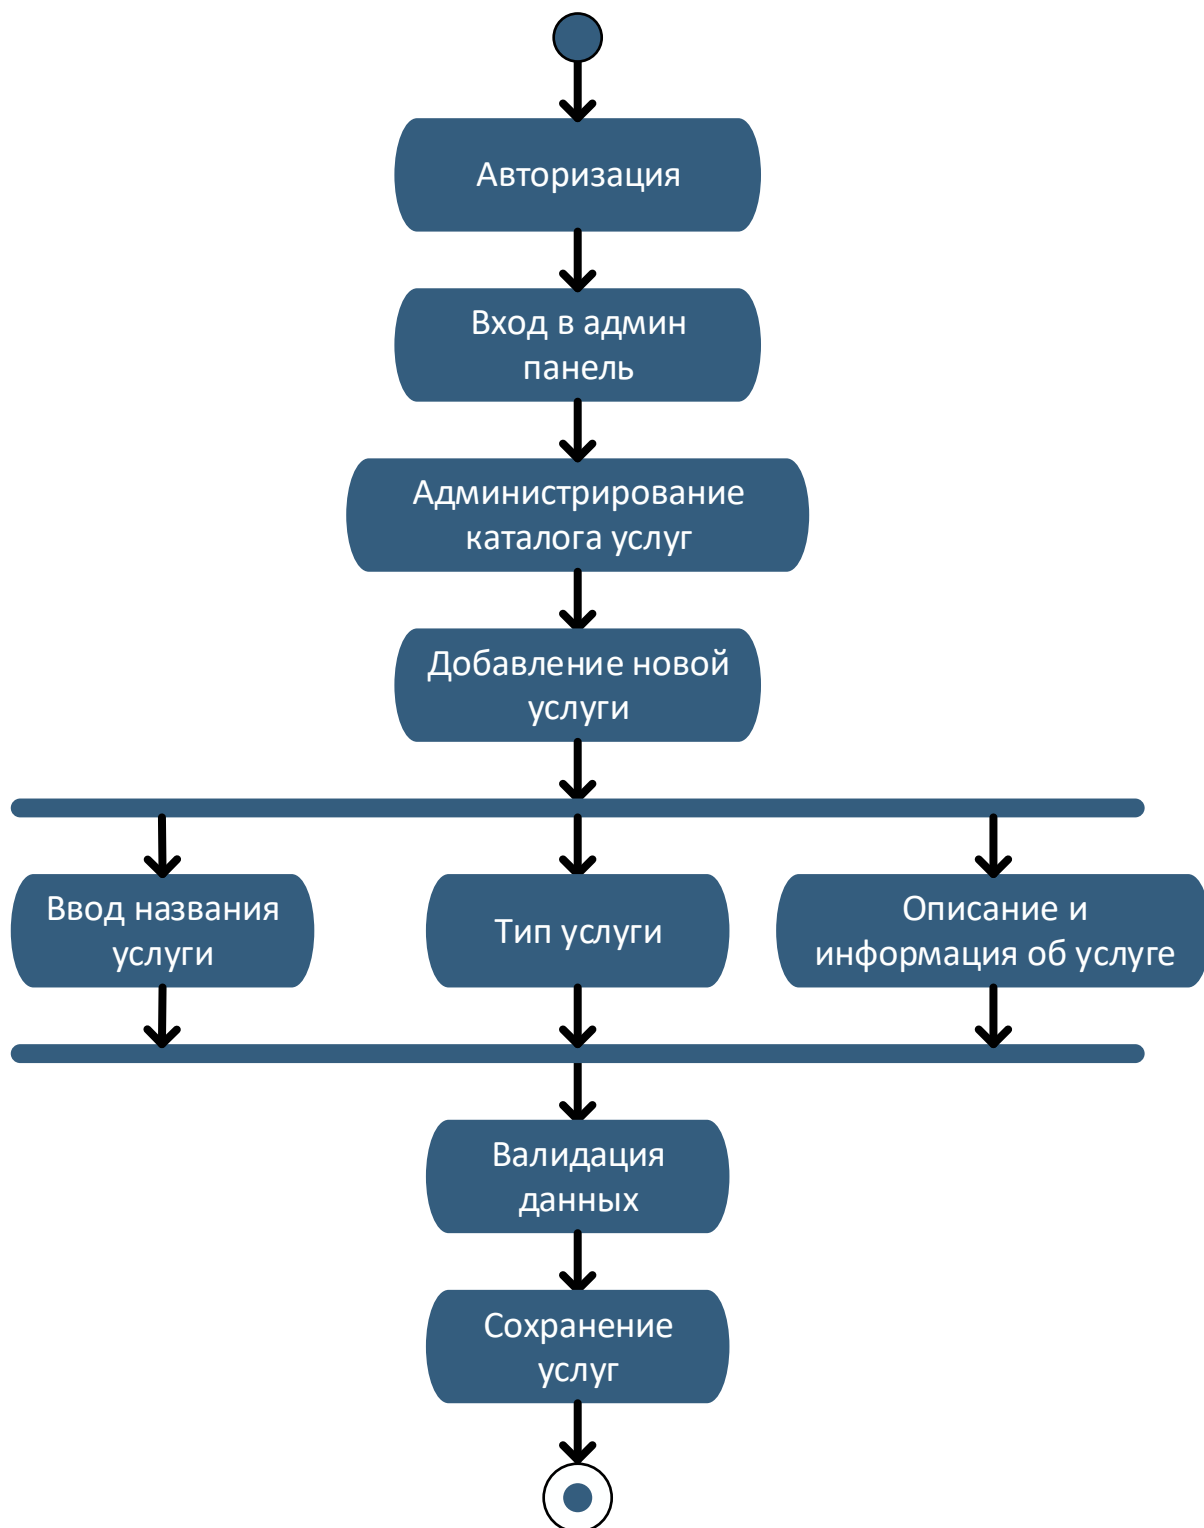 Авторизация
Вход в админ
панель
Администрирование
каталога услуг
Добавление новой
услуги
Ввод названия
услуги
Тип услуги
Описание и
информация об услуге
Валидация
данных
Сохранение
услуг